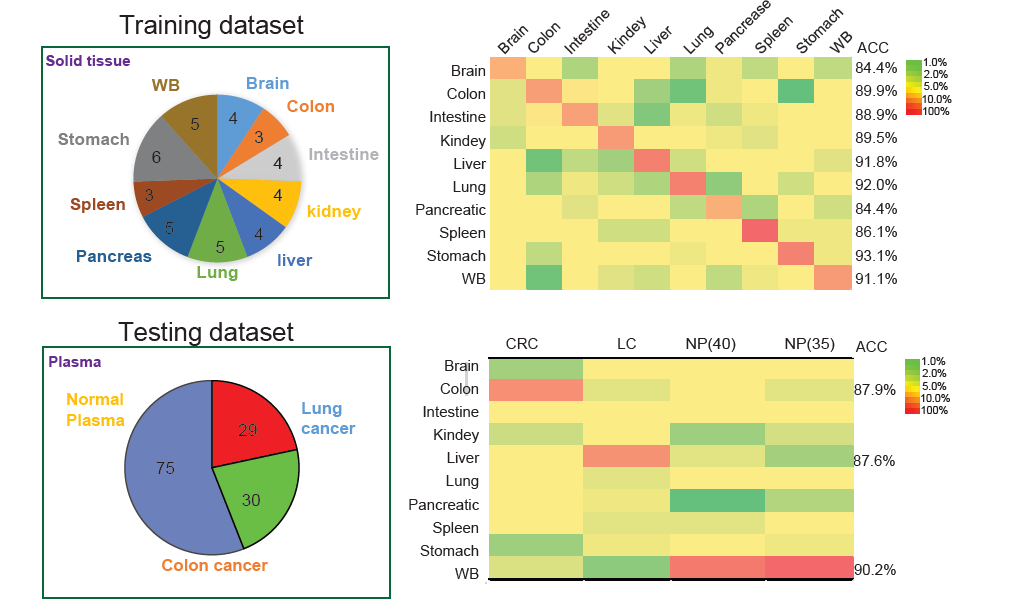 Training dataset
Solid tissue
WB
Brain
Colon
Stomach
Intestine
Spleen
kidney
Pancreas
liver
Lung
5
4
3
6
4
3
4
5
5
4
Brain
Colon
Intestine
Kindey
Liver
Lung
Pancrease
Spleen
Stomach
WB
ACC
Brain 84.4%
Colon 89.9%
Intestine 88.9%
Kindey 89.5%
Liver 91.8%
Lung 92.0%
Pancreatic 84.4%
Spleen 86.1%
Stomach 93.1%
WB 91.1%
1.0%
2.0%
5.0%
10.0%
100%
Testing dataset
Plasma
Normal
Plasma
Lung
cancer
29
75
30
Colon cancer
CRC LC NP(40) NP(35) ACC
Brain
Colon 87.9%
Intestine
Kindey
Liver 87.6%
Lung
Pancreatic
Spleen
Stomach
WB 90.2%
1.0%
2.0%
5.0%
10.0%
100%